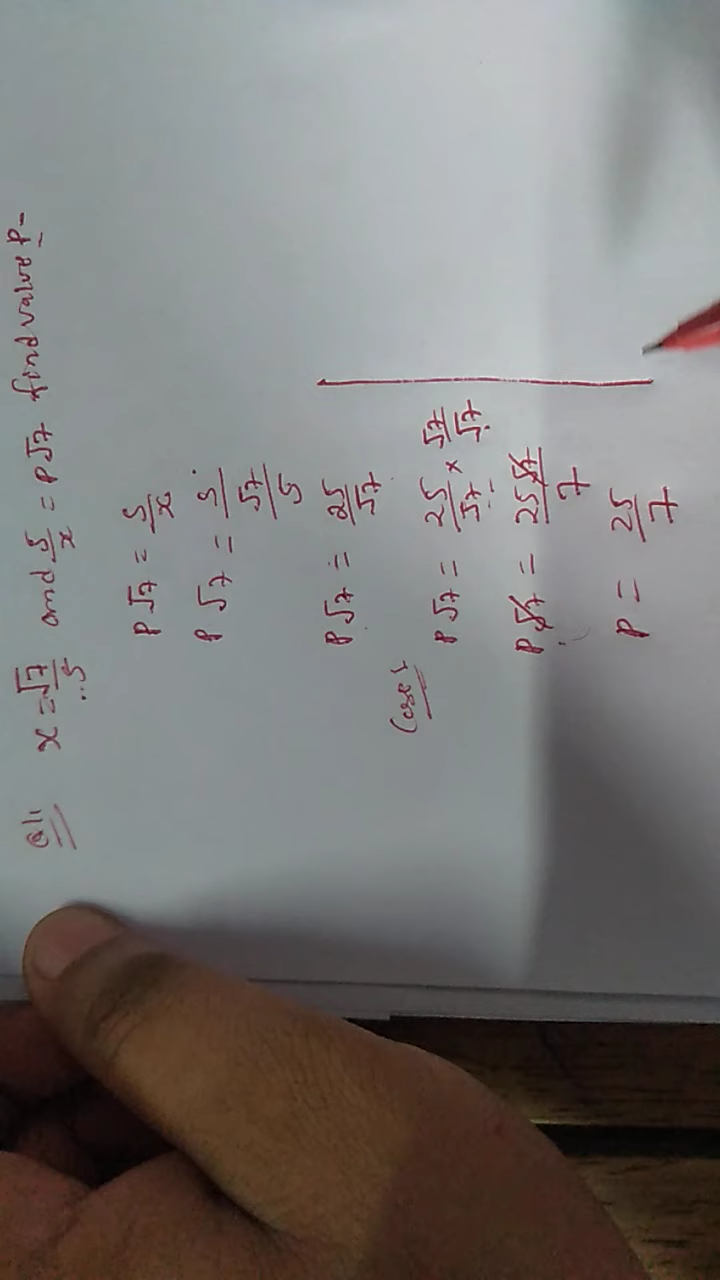 Q11 x = √7/5 and 5/x = P√7 find value P-
P√7 = 5/x
P√7 = 5/(√7/5)
P√7 = 25/√7
Case 1
P√7 = 25/√7 × √7/√7
P√7 = 25√7/7
P = 25/7